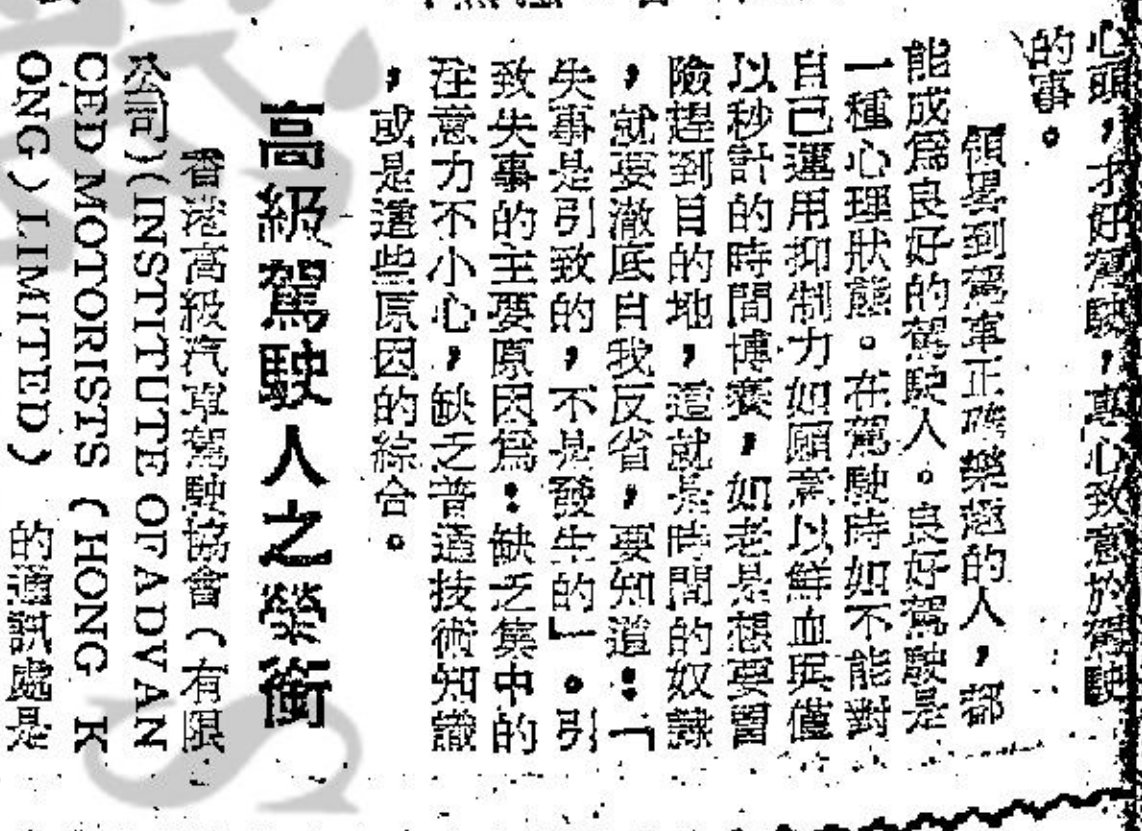 心頭，才好駕駛，專心致意於駕駛
的事。
領畧到駕車正確樂趣的人，都
能成爲良好的駕駛人。良好駕駛是
一種心理狀態。在駕駛時如不能對
自己運用抑制力如願意以鮮血與僅
以秒計的時間博賽，如老是想要冒
險趕到目的地，這就是時間的奴隷
，就要澈底自我反省，要知道：「
失事是引致的，不是發生的」。引
致失事的主要原因爲：缺乏集中的
注意力不小心，缺乏普通技術知識
，或是這些原因的綜合。
高級駕駛人之榮銜
香港高級汽車駕駛協會（有限
公司）(INSTITUTE OF ADVAN
CED MOTORISTS (HONG K
ONG) LIMITED) 的通訊處是